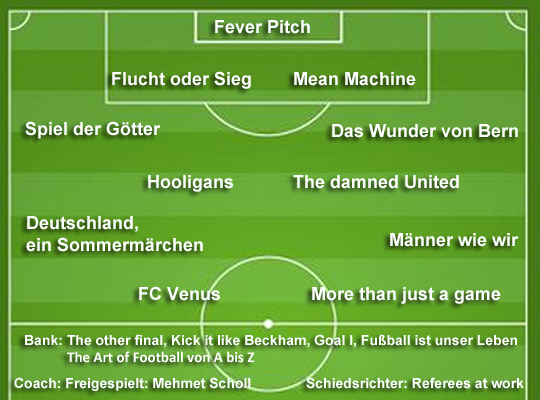 Fever Pitch
Flucht oder Sieg Mean Machine
Spiel der Götter Das Wunder von Bern
Hooligans The damned United
Deutschland,
ein Sommermärchen
Männer wie wir
FC Venus More than just a game
Bank: The other final, Kick it like Beckham, Goal I, Fußball ist unser Leben
The Art of Football von A bis Z
Coach: Freigespielt: Mehmet Scholl Schiedsrichter: Referees at work